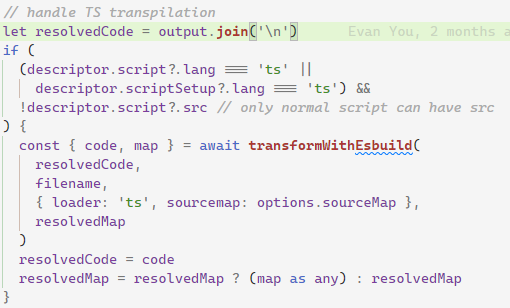 // handle TS transpilation
let resolvedCode = output.join('\n') Evan You, 2 months a
if (
  (descriptor.script?.lang === 'ts' ||
    descriptor.scriptSetup?.lang === 'ts') &&
  !descriptor.script?.src // only normal script can have src
) {
  const { code, map } = await transformWithEsbuild(
    resolvedCode,
    filename,
    { loader: 'ts', sourcemap: options.sourceMap },
    resolvedMap
  )
  resolvedCode = code
  resolvedMap = resolvedMap ? (map as any) : resolvedMap
}